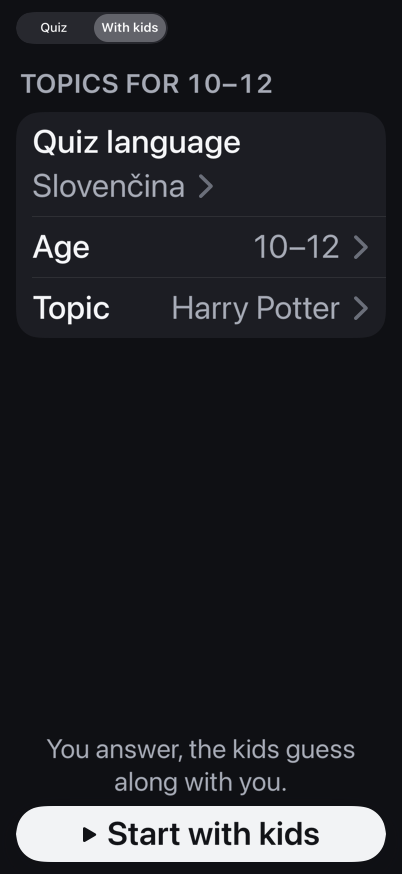 Quiz
With kids
TOPICS FOR 10–12
Quiz language
Slovenčina
Age
10–12
Topic
Harry Potter
You answer, the kids guess
along with you.
Start with kids